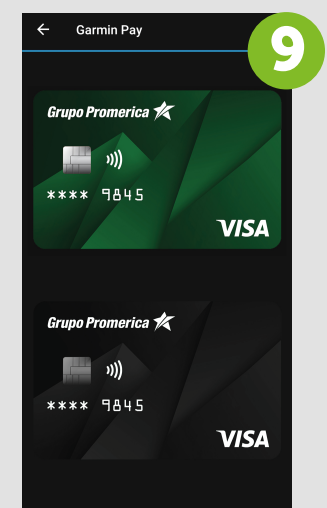 Garmin Pay
9
Grupo Promerica
**** 9845
VISA
Grupo Promerica
**** 9845
VISA